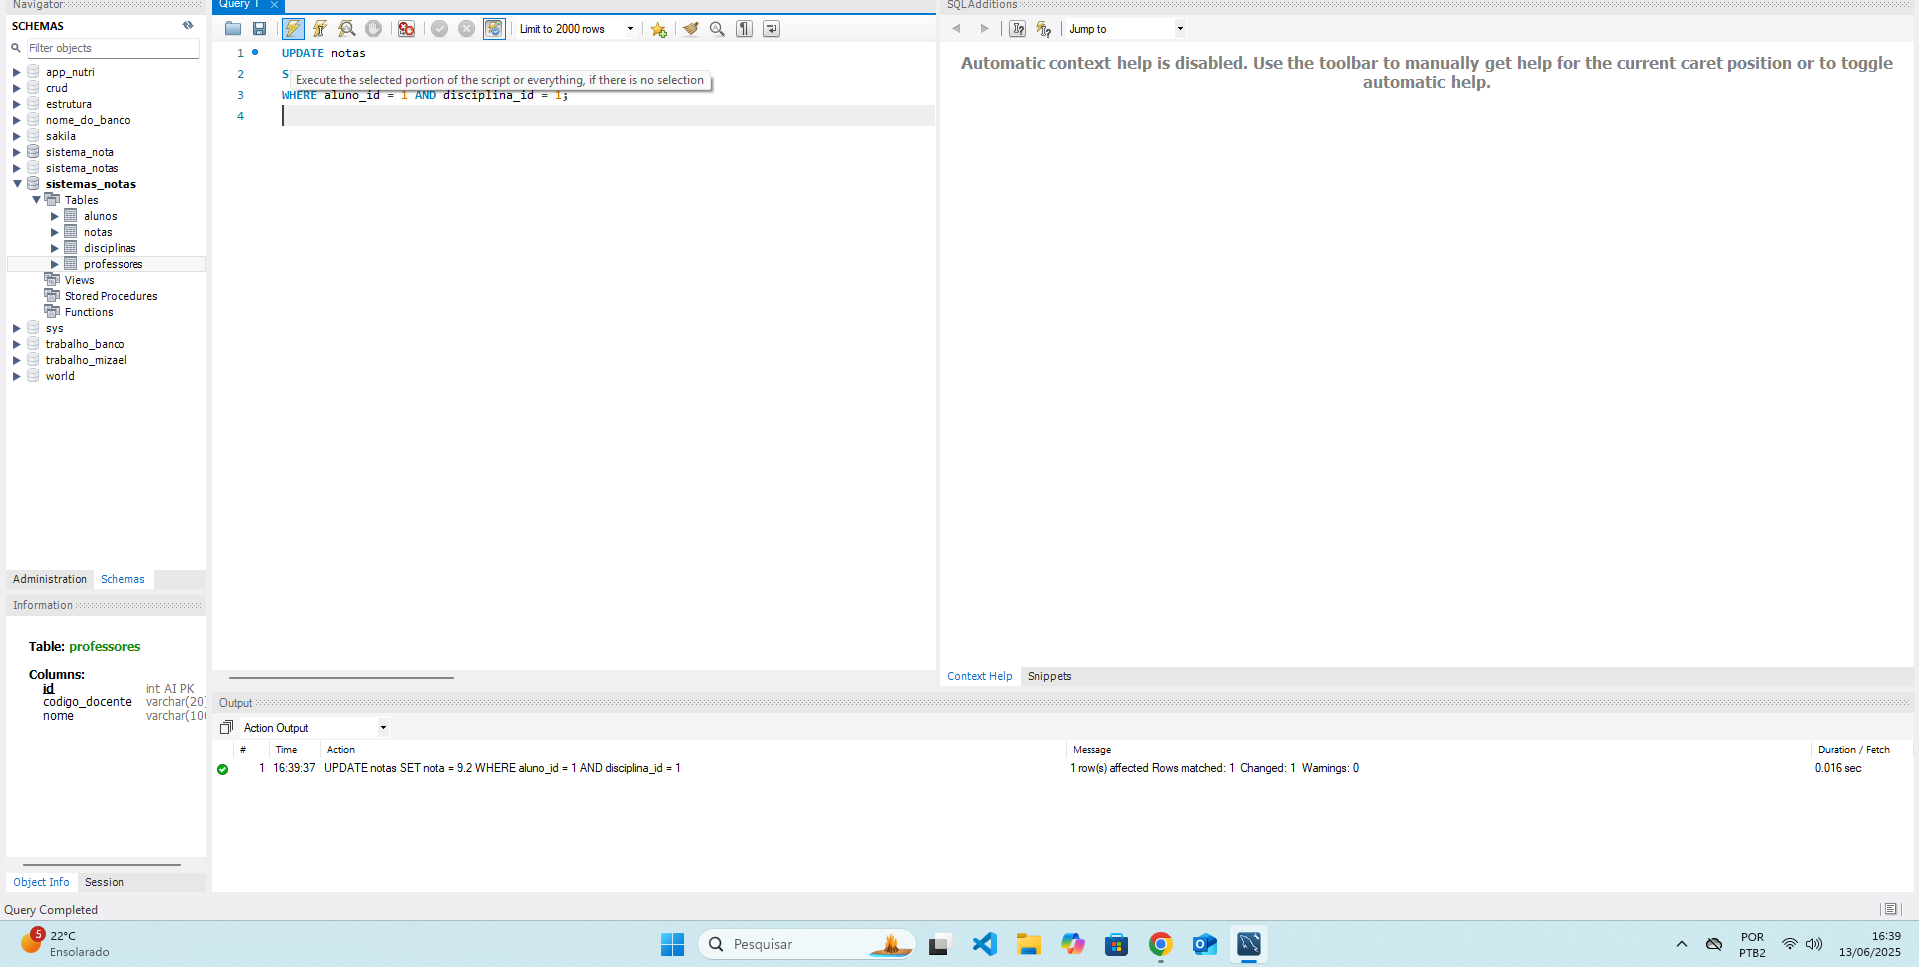 Navigator
SCHEMAS
Filter objects
app_nutri
crud
estrutura
nome_do_banco
sakila
sistema_nota
sistema_notas
sistemas_notas
Tables
alunos
notas
disciplinas
professores
Views
Stored Procedures
Functions
sys
trabalho_banco
trabalho_mizael
world
Administration Schemas
Information
Table: professores
Columns:
id int AI PK
codigo_docente varchar(20)
nome varchar(10
Object Info Session
Query Completed
Query 1
Limit to 2000 rows
1 UPDATE notas
2 S
Execute the selected portion of the script or everything, if there is no selection
3 WHERE aluno_id = 1 AND disciplina_id = 1;
4
SQLAdditions
Jump to
Automatic context help is disabled. Use the toolbar to manually get help for the current caret position or to toggle
automatic help.
Context Help Snippets
Output
Action Output
# Time Action Message Duration / Fetch
1 16:39:37 UPDATE notas SET nota = 9.2 WHERE aluno_id = 1 AND disciplina_id = 1 1 row(s) affected Rows matched: 1 Changed: 1 Warnings: 0 0.016 sec
5
22°C
Ensolarado
Pesquisar
POR
PTB2
16:39
13/06/2025